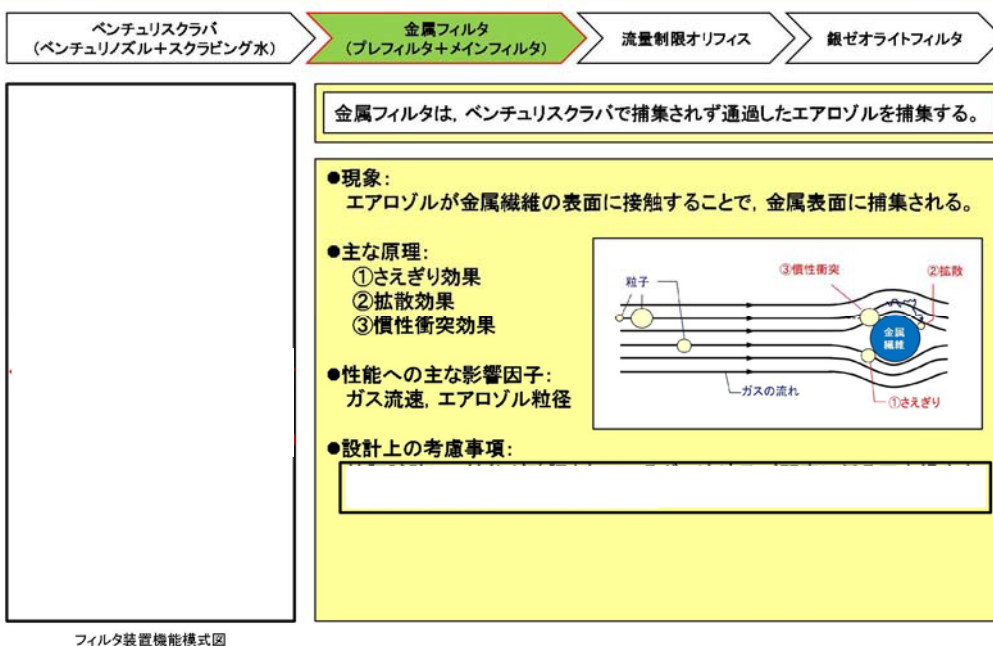 ベンチュリスクラバ
(ベンチュリノズル+スクラビング水)
金属フィルタ
(プレフィルタ+メインフィルタ)
流量制限オリフィス
銀ゼオライトフィルタ
金属フィルタは，ベンチュリスクラバで捕集されず通過したエアロゾルを捕集する。
●現象：
エアロゾルが金属繊維の表面に接触することで，金属表面に捕集される。
●主な原理：
①さえぎり効果
②拡散効果
③慣性衝突効果
●性能への主な影響因子：
ガス流速，エアロゾル粒径
粒子
③慣性衝突
②拡散
金属
繊維
ガスの流れ
①さえぎり
●設計上の考慮事項：
フィルタ装置機能模式図